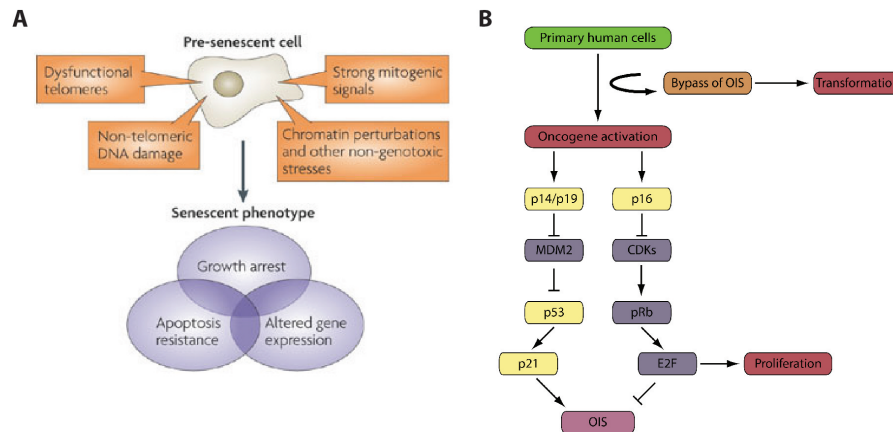 A
Pre-senescent cell
Dysfunctional
telomeres
Strong mitogenic
signals
Non-telomeric
DNA damage
Chromatin perturbations
and other non-genotoxic
stresses
Senescent phenotype
Growth arrest
Apoptosis
resistance
Altered gene
expression
B
Primary human cells
Bypass of OIS
Transformatio
Oncogene activation
p14/p19
p16
MDM2
CDKs
p53
pRb
p21
E2F
Proliferation
OIS